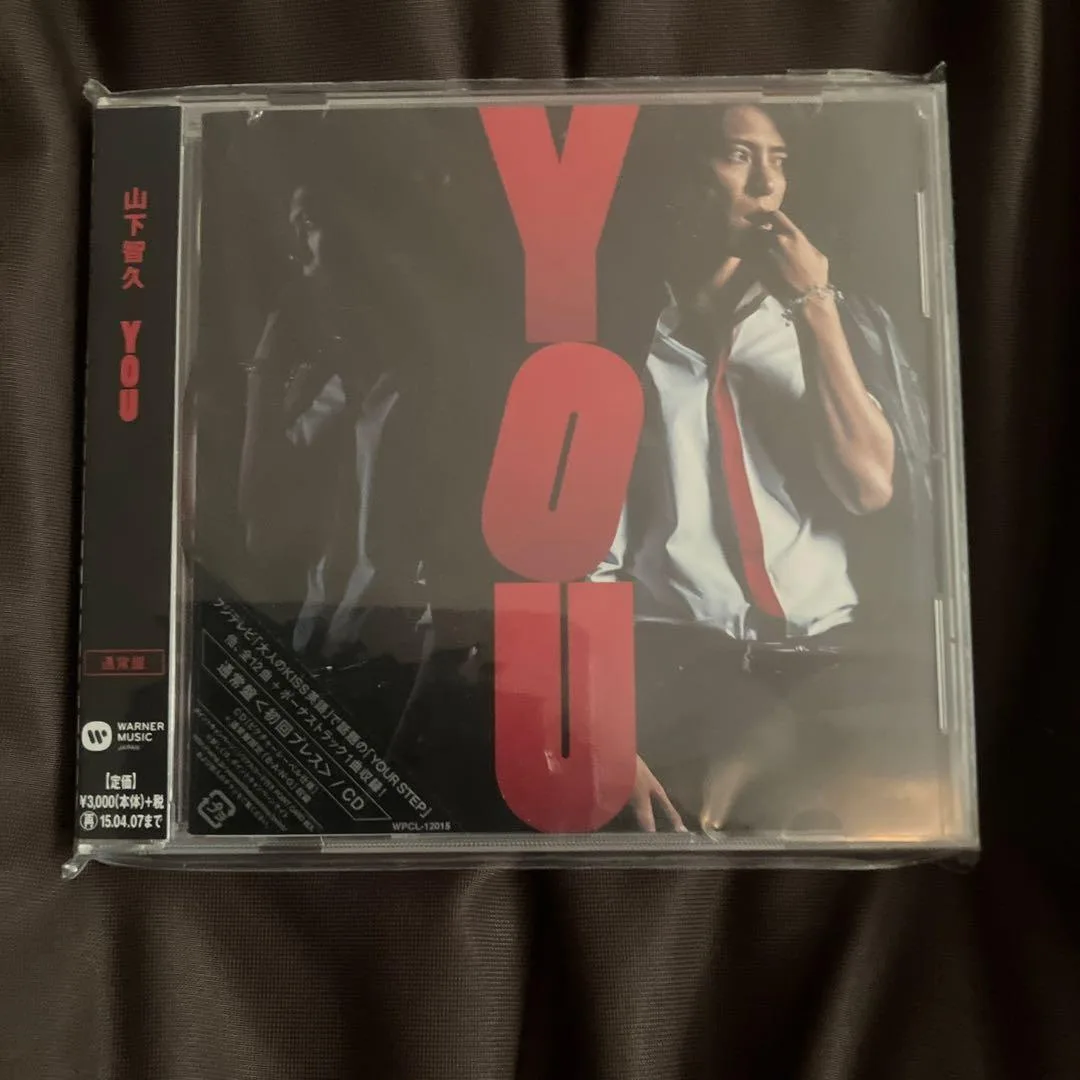 山下智久
YOU
通常盤
WARNER
MUSIC
JAPAN
【定価】
¥3,000(本体)+税
再 15.04.07まで
YOU
フジテレビ「大人のKISS英語」で話題の「YOUR STEP」
他、全12曲+ボーナストラック1曲収録!
通常盤<初回プレス> / CD
WPCL-12015